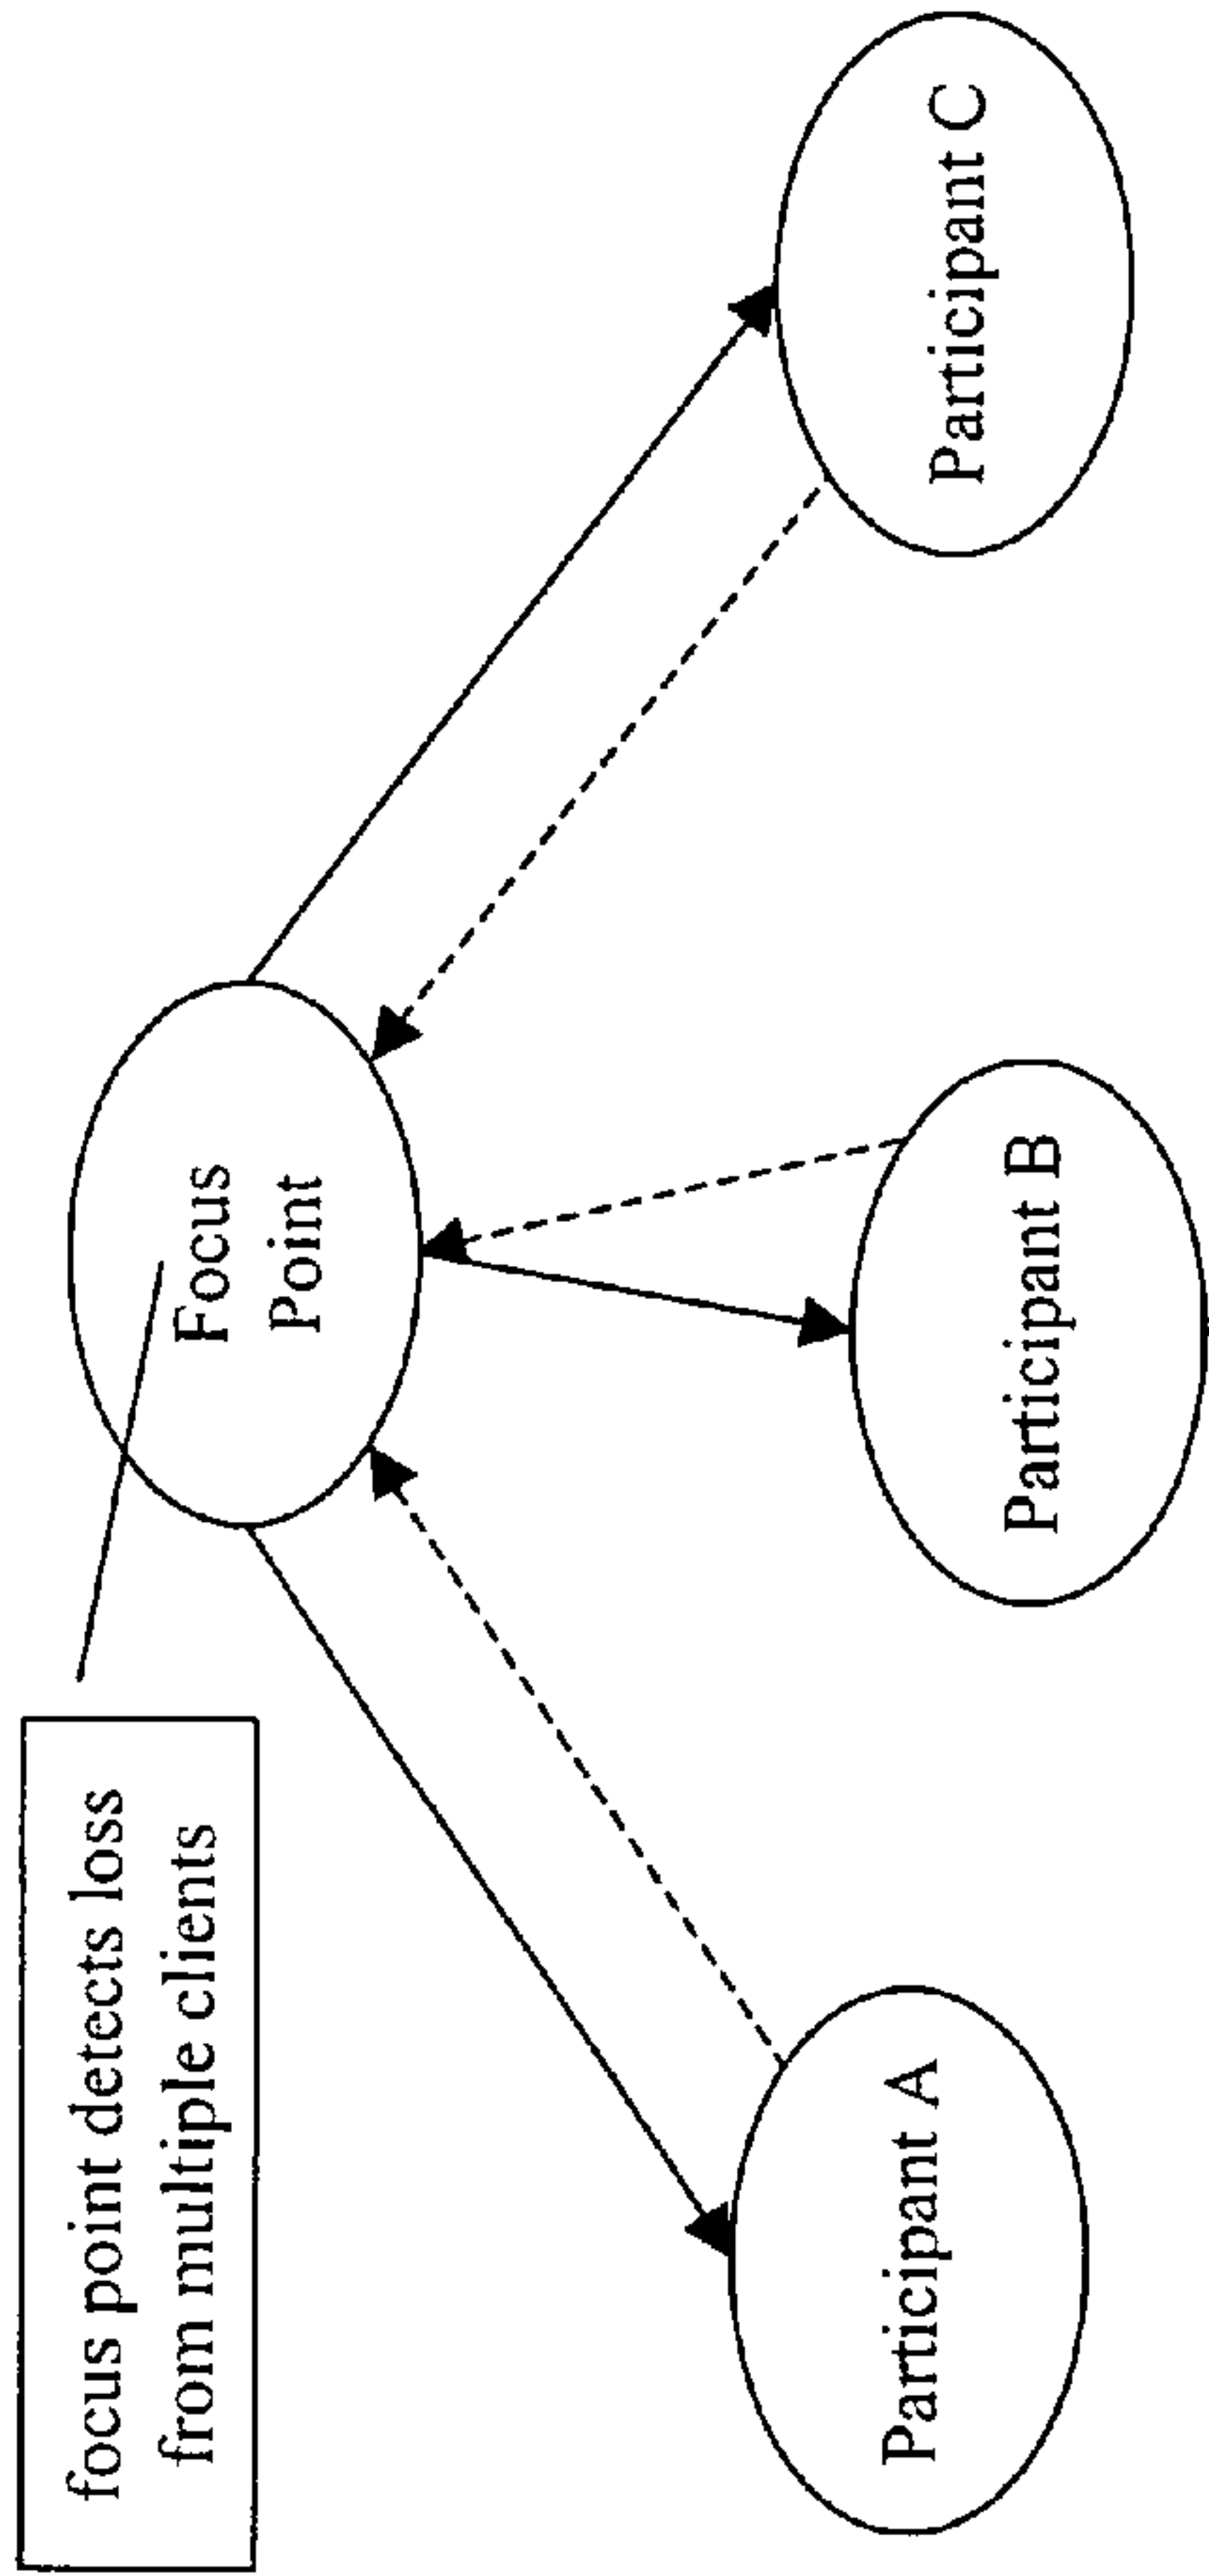 focus point detects loss
from multiple clients
Focus
Point
Participant A
Participant B
Participant C